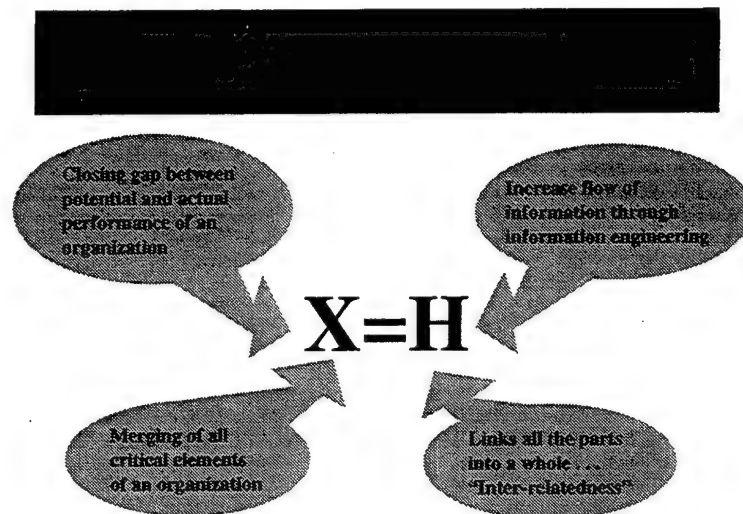 Closing gap between
potential and actual
performance of an
organization
Increase flow of
information through
information engineering
X=H
Merging of all
critical elements
of an organization
Links all the parts
into a whole . . .
“Inter-relatedness”